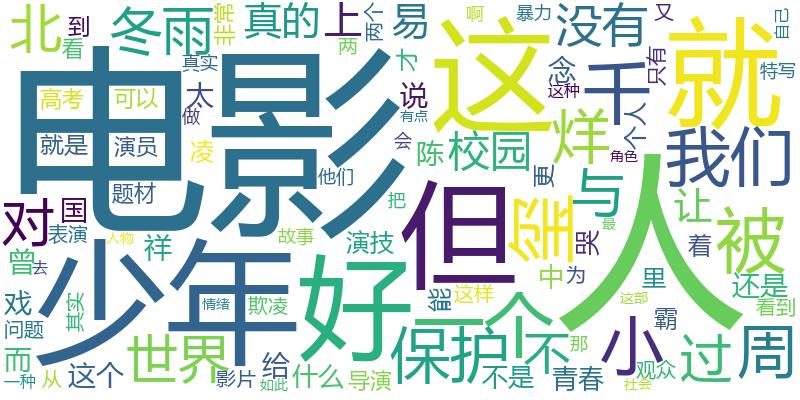 北 到 冬雨 非常 真的 上 两个 易 没有 啊 暴力 又 自己
看 真实 两 才 念 只有 特写
电影 这 千 就
高考 可以 太 做 说 有点 这种
就是 演员 凌 会 陈 校园 烊 个人 角色 我们
题材 他们 更
对 国 把 但 玺 与 哭 人 让 被
表演 祥 故事 演技 最
曾 去 人物 中 为 里 着 还是
少年 好 能 这样 一个 小 这部 看到
戏 其实 情绪 欺凌 那 霸
问题 保护 不 过 周
而 世界 给
一种 从 这个 影片 如此 什么 导演 不是 青春 观众 社会